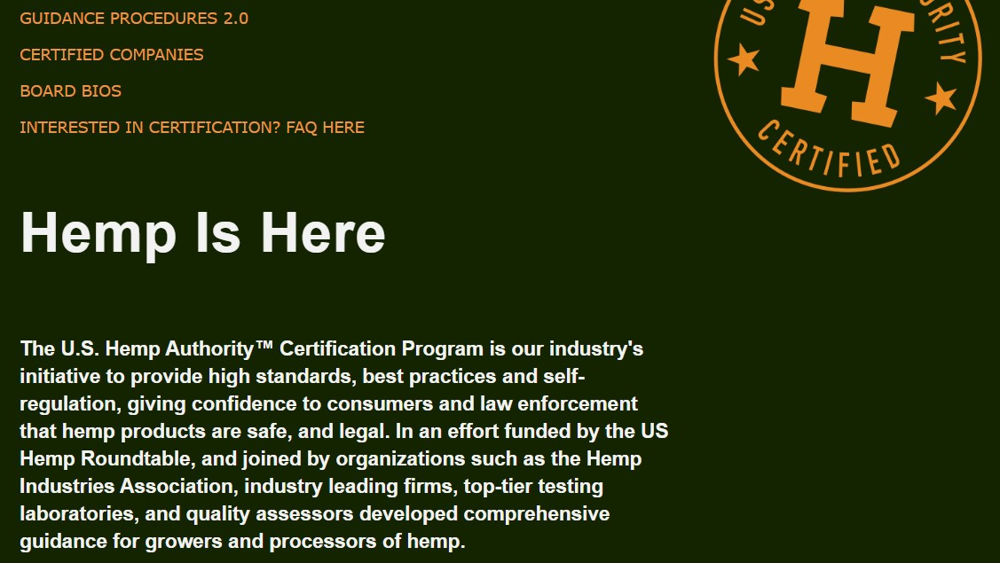 GUIDANCE PROCEDURES 2.0
CERTIFIED COMPANIES
BOARD BIOS
INTERESTED IN CERTIFICATION? FAQ HERE
US
ORITY
H
CERTIFIED
Hemp Is Here
The U.S. Hemp Authority™ Certification Program is our industry's
initiative to provide high standards, best practices and self-
regulation, giving confidence to consumers and law enforcement
that hemp products are safe, and legal. In an effort funded by the US
Hemp Roundtable, and joined by organizations such as the Hemp
Industries Association, industry leading firms, top-tier testing
laboratories, and quality assessors developed comprehensive
guidance for growers and processors of hemp.